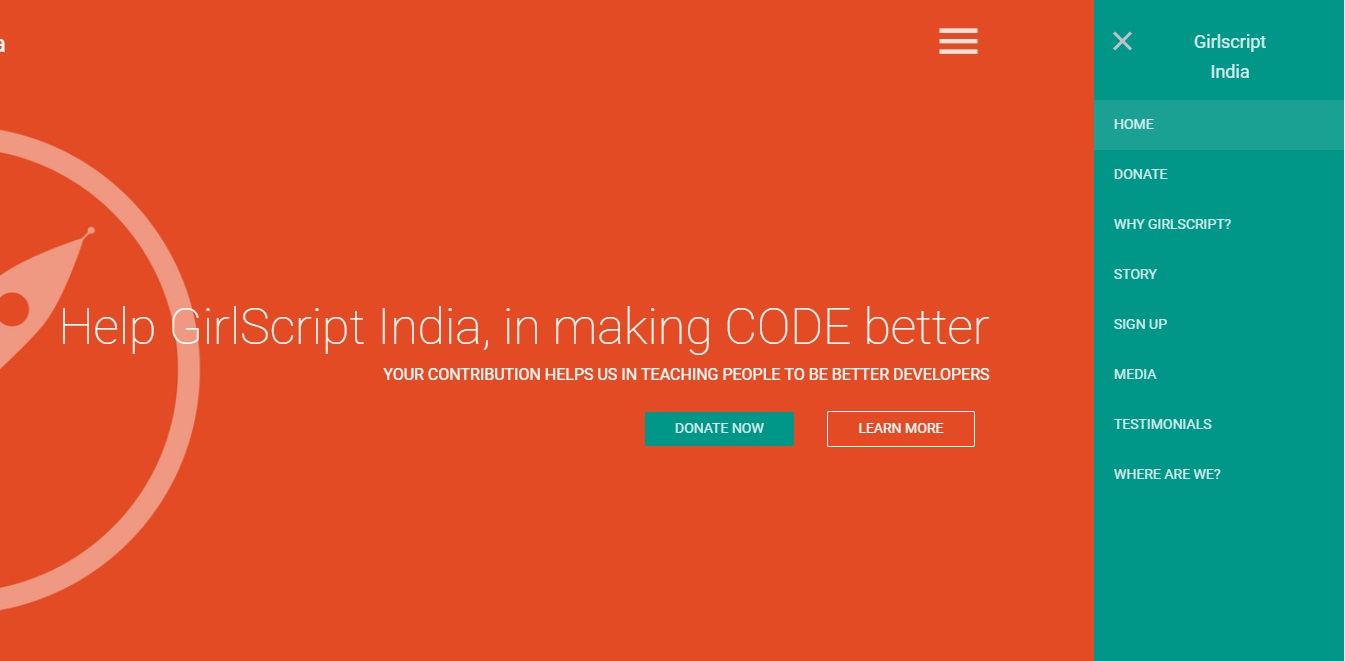 a
Help GirlScript India, in making CODE better
YOUR CONTRIBUTION HELPS US IN TEACHING PEOPLE TO BE BETTER DEVELOPERS
DONATE NOW
LEARN MORE
Girlscript
India
HOME
DONATE
WHY GIRLSCRIPT?
STORY
SIGN UP
MEDIA
TESTIMONIALS
WHERE ARE WE?